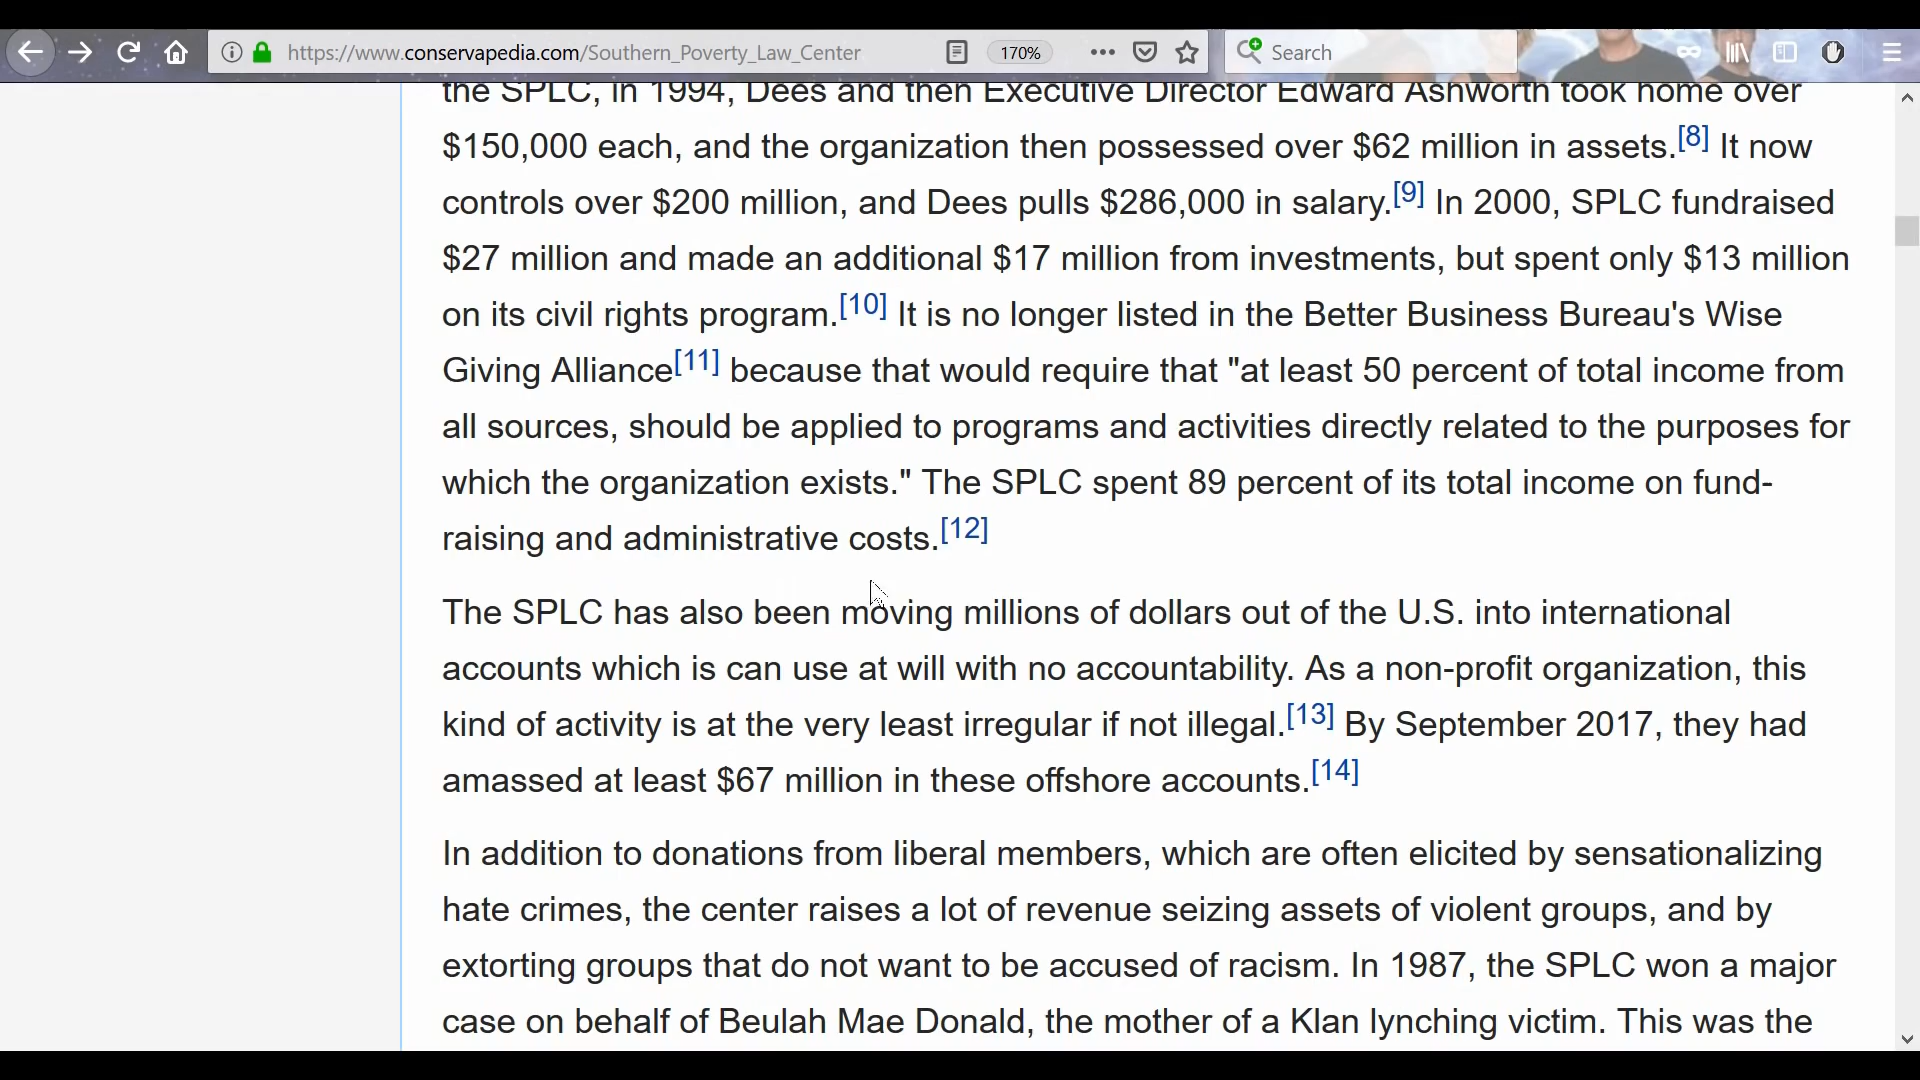 https://www.conservapedia.com/Southern_Poverty_Law_Center
170%
Search
the SPLC, in 1994, Dees and then Executive Director Edward Ashworth took home over
$150,000 each, and the organization then possessed over $62 million in assets.[8] It now
controls over $200 million, and Dees pulls $286,000 in salary.[9] In 2000, SPLC fundraised
$27 million and made an additional $17 million from investments, but spent only $13 million
on its civil rights program.[10] It is no longer listed in the Better Business Bureau's Wise
Giving Alliance[11] because that would require that "at least 50 percent of total income from
all sources, should be applied to programs and activities directly related to the purposes for
which the organization exists." The SPLC spent 89 percent of its total income on fund-
raising and administrative costs.[12]
The SPLC has also been moving millions of dollars out of the U.S. into international
accounts which is can use at will with no accountability. As a non-profit organization, this
kind of activity is at the very least irregular if not illegal.[13] By September 2017, they had
amassed at least $67 million in these offshore accounts.[14]
In addition to donations from liberal members, which are often elicited by sensationalizing
hate crimes, the center raises a lot of revenue seizing assets of violent groups, and by
extorting groups that do not want to be accused of racism. In 1987, the SPLC won a major
case on behalf of Beulah Mae Donald, the mother of a Klan lynching victim. This was the